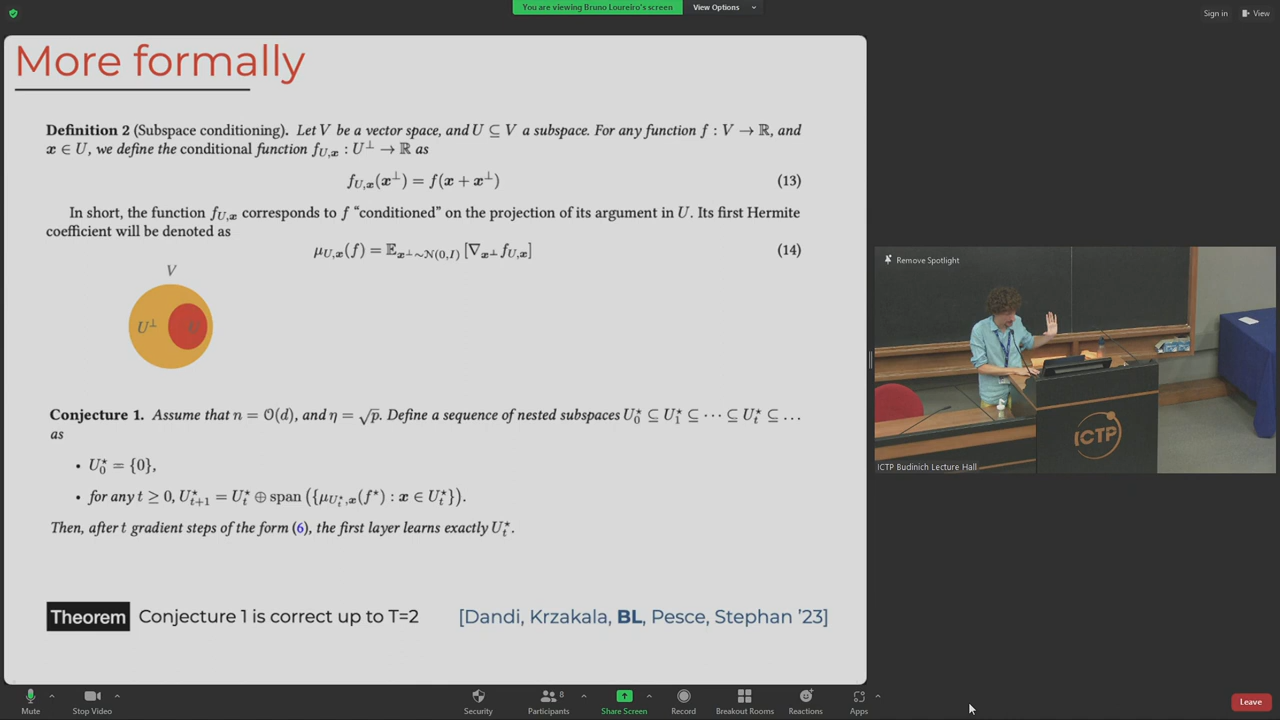 You are viewing Bruno Loureiro's screen
View Options
Sign in
View
More formally
Definition 2 (Subspace conditioning). Let V be a vector space, and U ⊆ V a subspace. For any function f : V → ℝ, and
x ∈ U, we define the conditional function f_{U,x} : U^⊥ → ℝ as
f_{U,x}(x^⊥) = f(x + x^⊥) (13)
In short, the function f_{U,x} corresponds to f “conditioned” on the projection of its argument in U. Its first Hermite
coefficient will be denoted as
μ_{U,x}(f) = 𝔼_{x^⊥∼N(0,I)} [∇_{x^⊥} f_{U,x}] (14)
V
U^⊥ U
Conjecture 1. Assume that n = O(d), and η = √p. Define a sequence of nested subspaces U_0^⋆ ⊆ U_1^⋆ ⊆ ⋯ ⊆ U_t^⋆ ⊆ …
as
• U_0^⋆ = {0},
• for any t ≥ 0, U_{t+1}^⋆ = U_t^⋆ ⊕ span ({μ_{U_t^⋆,x}(f^⋆) : x ∈ U_t^⋆}).
Then, after t gradient steps of the form (6), the first layer learns exactly U_t^⋆.
Theorem Conjecture 1 is correct up to T=2 [Dandi, Krzakala, BL, Pesce, Stephan '23]
Remove Spotlight
ICTP
ICTP Budinich Lecture Hall
Mute
Stop Video
Security
Participants
8
Share Screen
Record
Breakout Rooms
Reactions
Apps
Leave